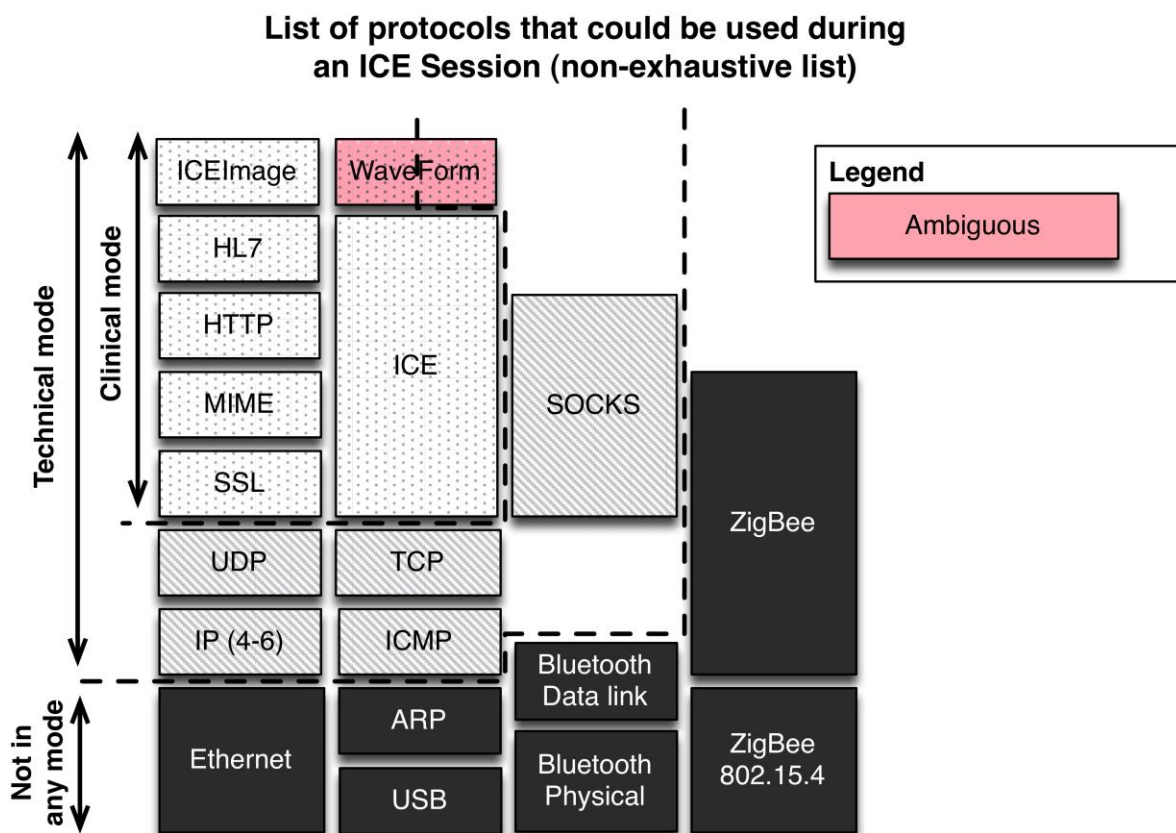 List of protocols that could be used during
an ICE Session (non-exhaustive list)
Technical mode
Clinical mode
Not in
any mode
ICEImage
WaveForm
HL7
HTTP
MIME
SSL
ICE
SOCKS
UDP
TCP
IP (4-6)
ICMP
Ethernet
ARP
USB
Bluetooth
Data link
Bluetooth
Physical
ZigBee
ZigBee
802.15.4
Legend
Ambiguous